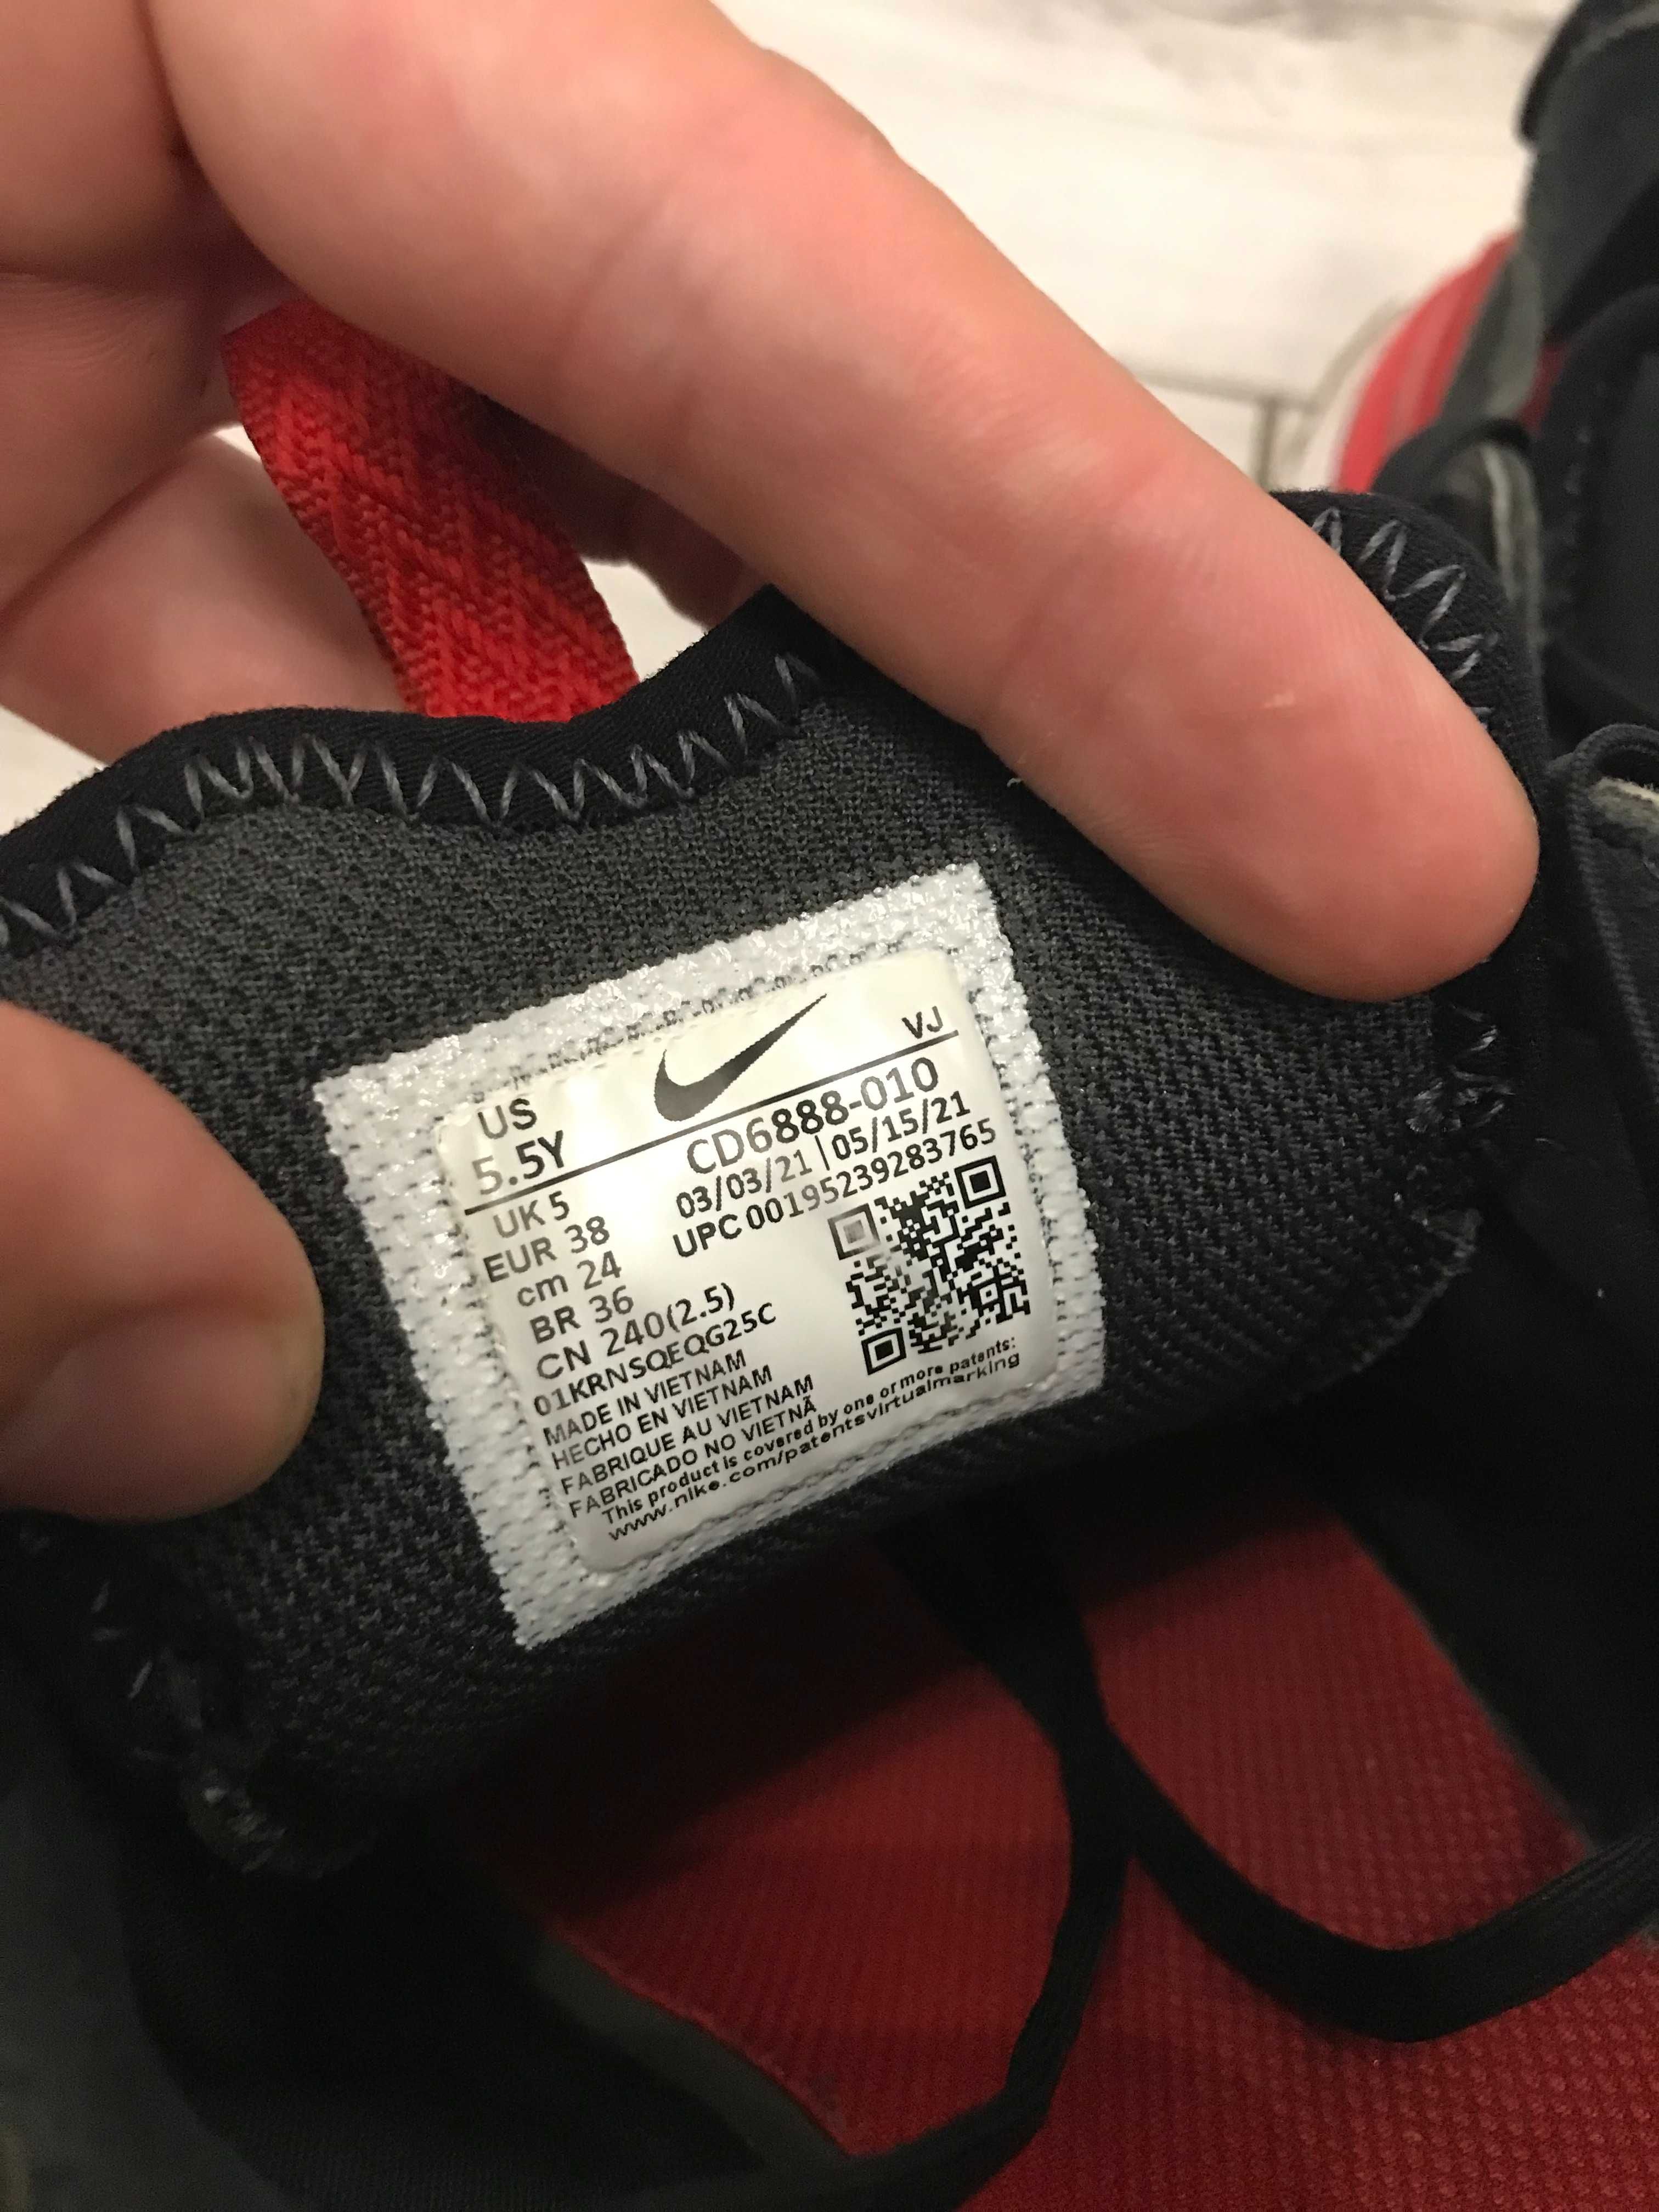 VJ
US
5.5Y
CD6888-010
03/03/21 | 05/15/21
UPC 00195239283765
UK 5
EUR 38
cm 24
BR 36
CN 240(2.5)
01KRNSQEQG25C
MADE IN VIETNAM
HECHO EN VIETNAM
FABRIQUE AU VIETNAM
FABRICADO NO VIETNÃ
This product is covered by one or more patents:
www.nike.com/patentsvirtualmarking